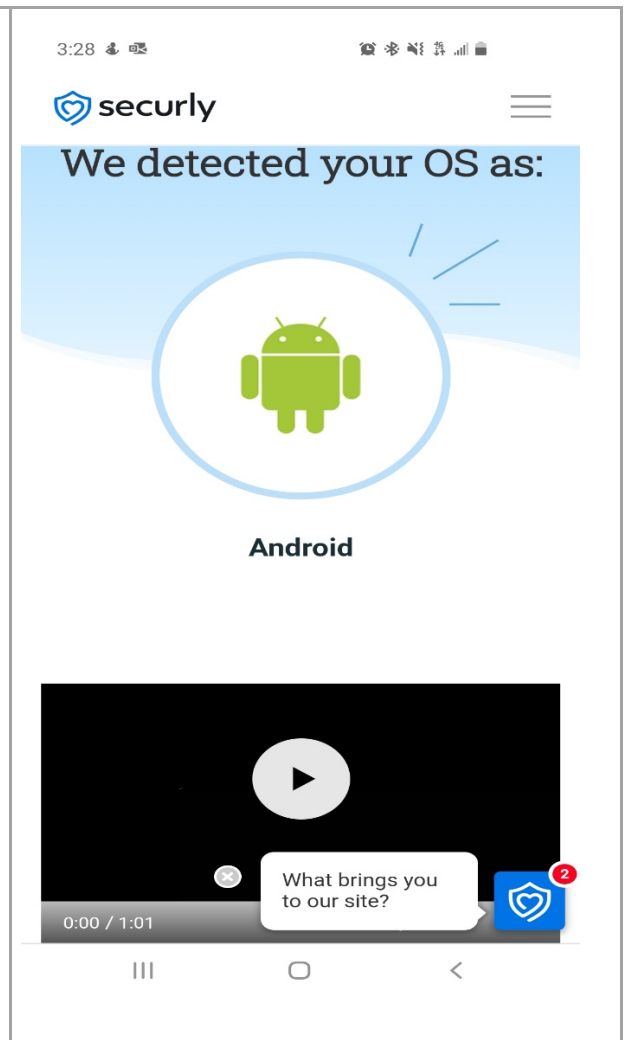 3:28
securly
We detected your OS as:
Android
What brings you
to our site?
2
0:00 / 1:01